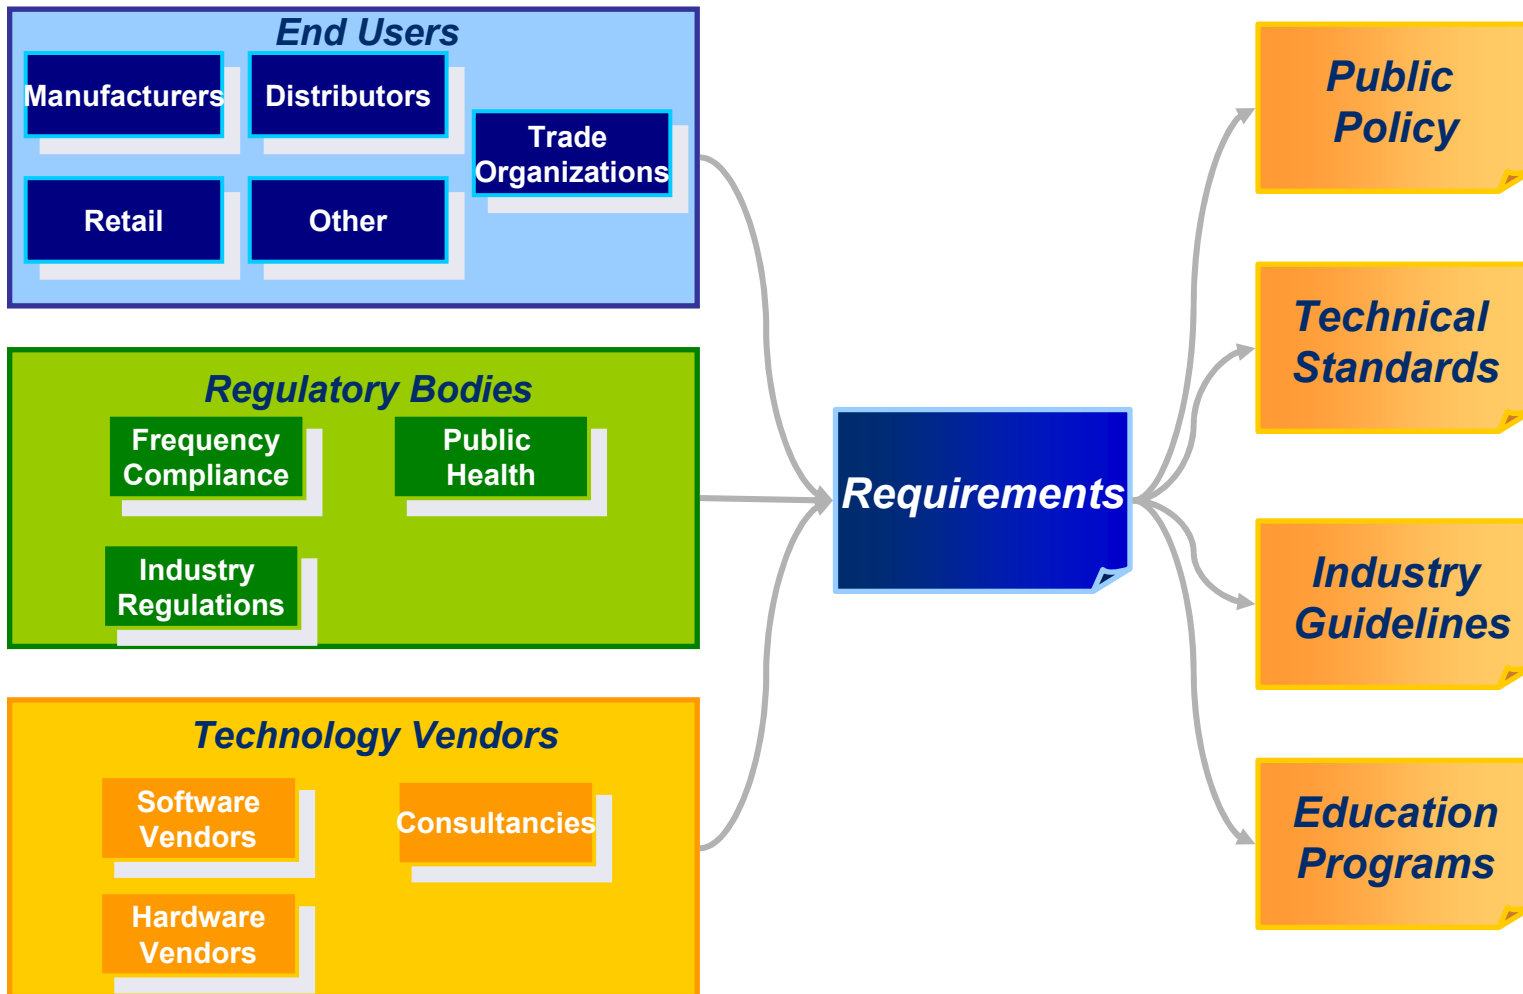 End Users
Manufacturers
Distributors
Trade
Organizations
Retail
Other
Regulatory Bodies
Frequency
Compliance
Public
Health
Industry
Regulations
Technology Vendors
Software
Vendors
Consultancies
Hardware
Vendors
Requirements
Public
Policy
Technical
Standards
Industry
Guidelines
Education
Programs